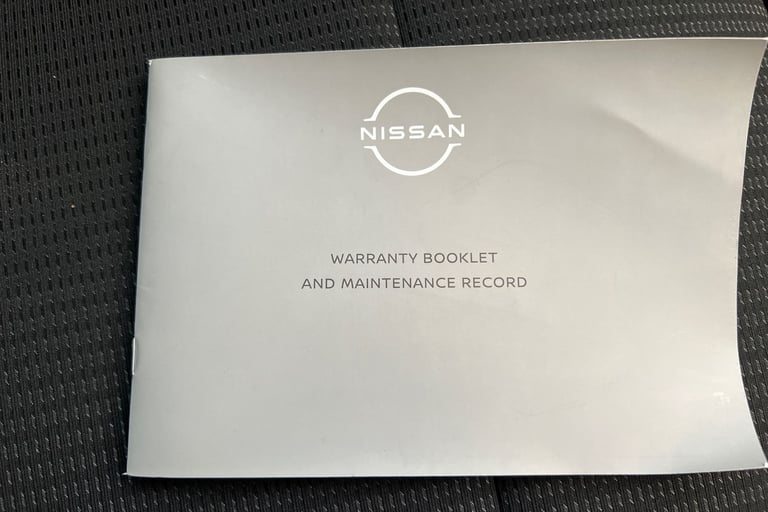 NISSAN
WARRANTY BOOKLET
AND MAINTENANCE RECORD